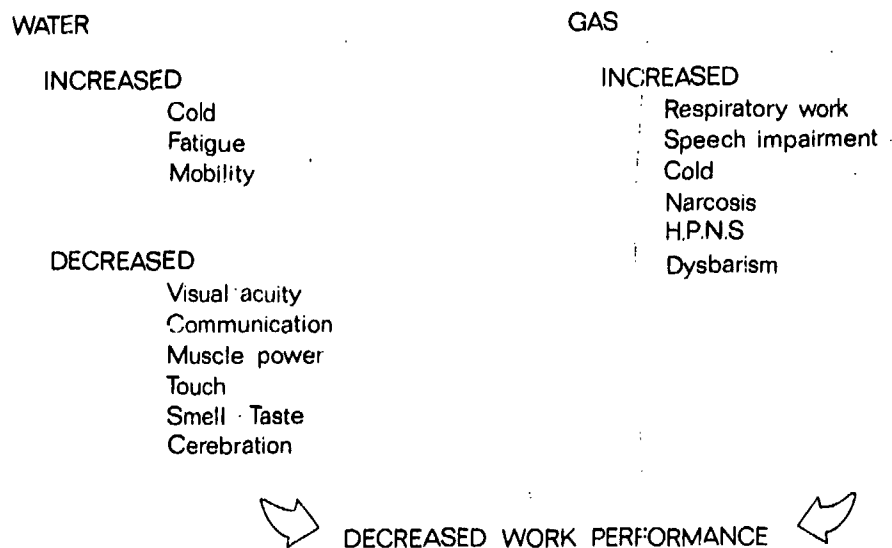 WATER
INCREASED
Cold
Fatigue
Mobility
DECREASED
Visual acuity
Communication
Muscle power
Touch
Smell Taste
Cerebration
GAS
INCREASED
Respiratory work
Speech impairment
Cold
Narcosis
H.P.N.S
Dysbarism
DECREASED WORK PERFORMANCE